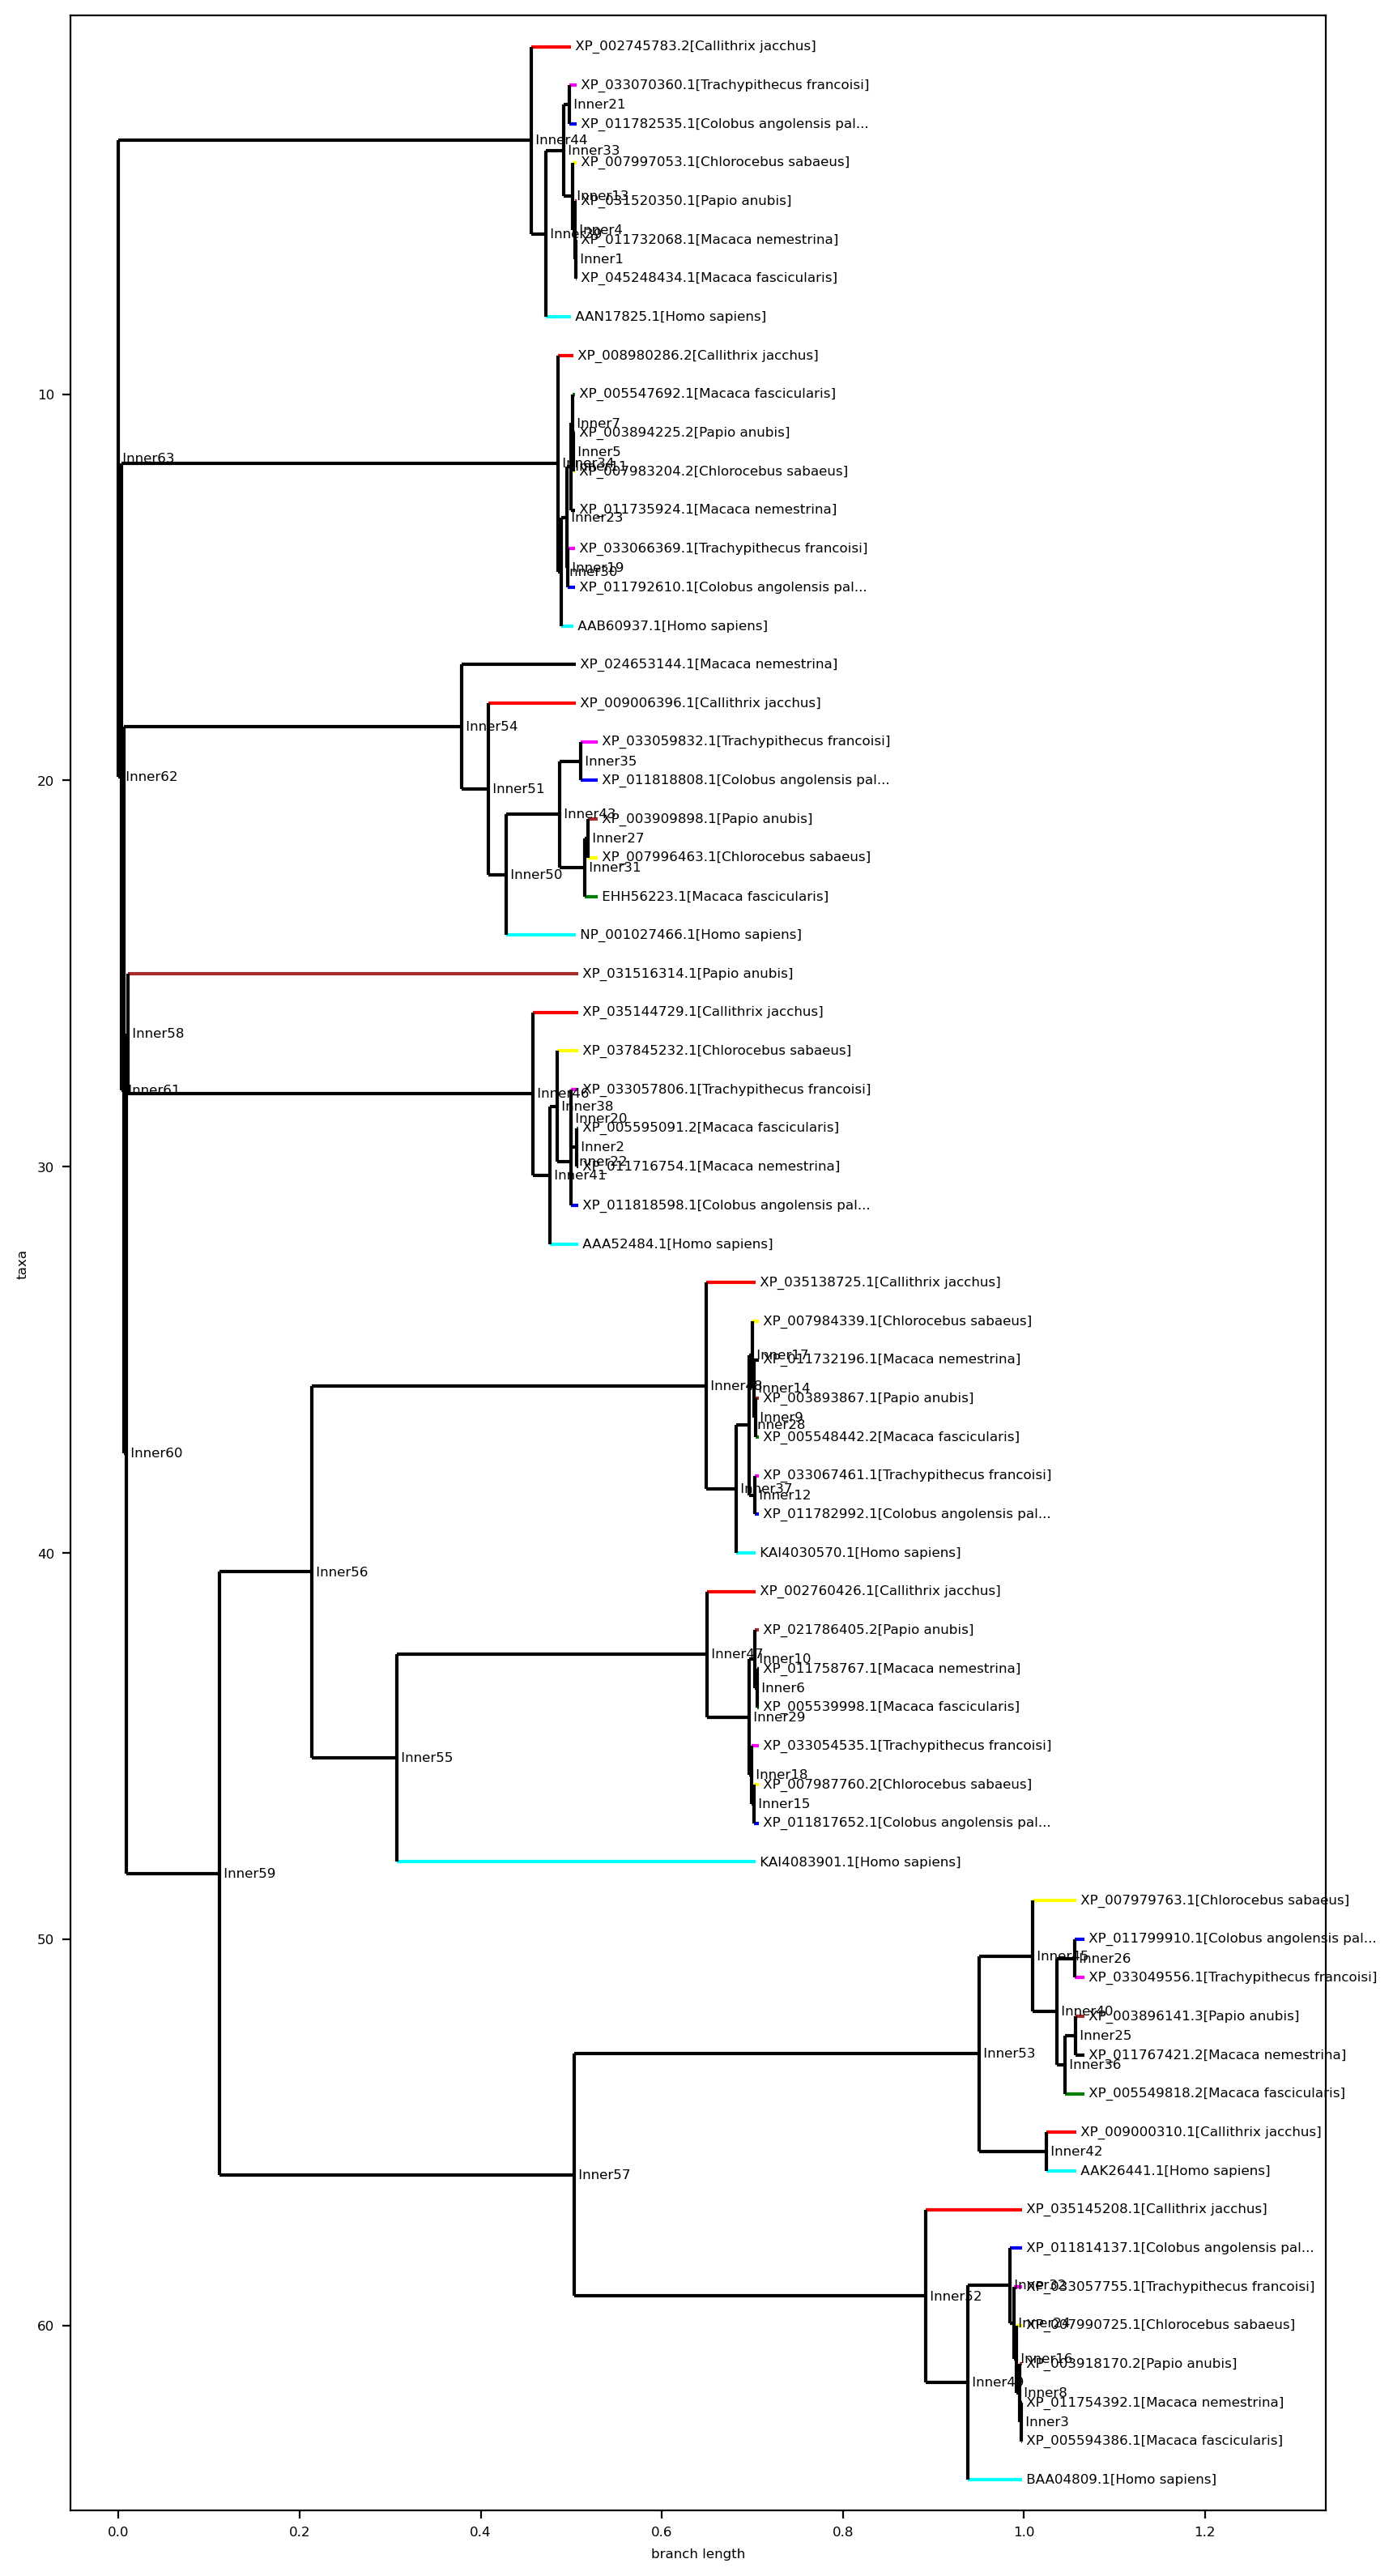 XP_002745783.2[Callithrix jacchus]
XP_033070360.1[Trachypithecus francoisi]
Inner21
XP_011782535.1[Colobus angolensis pal...
Inner44
Inner33
XP_007997053.1[Chlorocebus sabaeus]
Inner13
XP_031520350.1[Papio anubis]
Inner4
Inner39
XP_011732068.1[Macaca nemestrina]
Inner1
XP_045248434.1[Macaca fascicularis]
AAN17825.1[Homo sapiens]
XP_008980286.2[Callithrix jacchus]
10
XP_005547692.1[Macaca fascicularis]
Inner7
XP_003894225.2[Papio anubis]
Inner5
Inner63
Inner34
Inner11
XP_007983204.2[Chlorocebus sabaeus]
XP_011735924.1[Macaca nemestrina]
Inner23
XP_033066369.1[Trachypithecus francoisi]
Inner19
Inner30
XP_011792610.1[Colobus angolensis pal...
AAB60937.1[Homo sapiens]
XP_024653144.1[Macaca nemestrina]
XP_009006396.1[Callithrix jacchus]
Inner54
XP_033059832.1[Trachypithecus francoisi]
Inner35
20
Inner62
XP_011818808.1[Colobus angolensis pal...
Inner51
Inner43
XP_003909898.1[Papio anubis]
Inner27
XP_007996463.1[Chlorocebus sabaeus]
Inner31
Inner50
EHH56223.1[Macaca fascicularis]
NP_001027466.1[Homo sapiens]
XP_031516314.1[Papio anubis]
XP_035144729.1[Callithrix jacchus]
Inner58
XP_037845232.1[Chlorocebus sabaeus]
Inner61
XP_033057806.1[Trachypithecus francoisi]
Inner46
Inner38
Inner20
XP_005595091.2[Macaca fascicularis]
Inner2
Inner22
30
XP_011716754.1[Macaca nemestrina]
Inner41
XP_011818598.1[Colobus angolensis pal...
AAA52484.1[Homo sapiens]
taxa
XP_035138725.1[Callithrix jacchus]
XP_007984339.1[Chlorocebus sabaeus]
Inner17
XP_011732196.1[Macaca nemestrina]
Inner48
Inner14
XP_003893867.1[Papio anubis]
Inner9
Inner28
XP_005548442.2[Macaca fascicularis]
Inner60
XP_033067461.1[Trachypithecus francoisi]
Inner37
Inner12
XP_011782992.1[Colobus angolensis pal...
40
KAI4030570.1[Homo sapiens]
Inner56
XP_002760426.1[Callithrix jacchus]
XP_021786405.2[Papio anubis]
Inner47
Inner10
XP_011758767.1[Macaca nemestrina]
Inner6
XP_005539998.1[Macaca fascicularis]
Inner29
XP_033054535.1[Trachypithecus francoisi]
Inner55
Inner18
XP_007987760.2[Chlorocebus sabaeus]
Inner15
XP_011817652.1[Colobus angolensis pal...
KAI4083901.1[Homo sapiens]
Inner59
XP_007979763.1[Chlorocebus sabaeus]
50
XP_011799910.1[Colobus angolensis pal...
Inner45
Inner26
XP_033049556.1[Trachypithecus francoisi]
Inner40
XP_003896141.3[Papio anubis]
Inner25
Inner53
XP_011767421.2[Macaca nemestrina]
Inner36
XP_005549818.2[Macaca fascicularis]
XP_009000310.1[Callithrix jacchus]
Inner42
AAK26441.1[Homo sapiens]
Inner57
XP_035145208.1[Callithrix jacchus]
XP_011814137.1[Colobus angolensis pal...
Inner32
XP_033057755.1[Trachypithecus francoisi]
Inner52
Inner24
60
XP_007990725.1[Chlorocebus sabaeus]
Inner16
XP_003918170.2[Papio anubis]
Inner49
Inner8
XP_011754392.1[Macaca nemestrina]
Inner3
XP_005594386.1[Macaca fascicularis]
BAA04809.1[Homo sapiens]
0.0 0.2 0.4 0.6 0.8 1.0 1.2
branch length